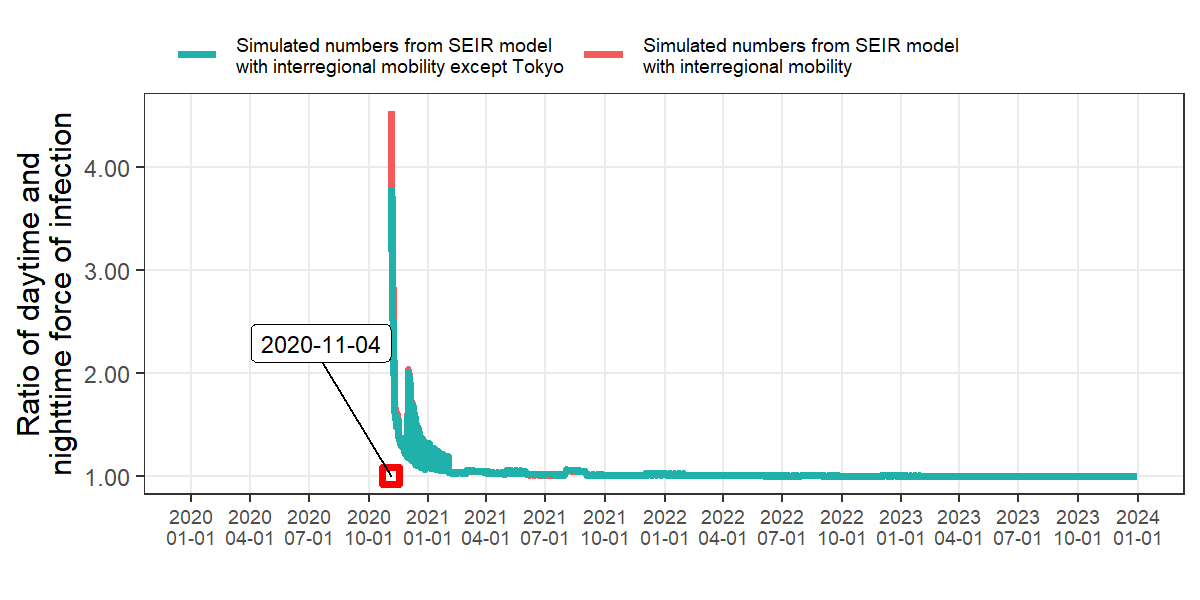 Simulated numbers from SEIR model
with interregional mobility except Tokyo
Simulated numbers from SEIR model
with interregional mobility
Ratio of daytime and
nighttime force of infection
4.00
3.00
2.00
1.00
2020-11-04
2020 2020 2020 2020 2021 2021 2021 2021 2022 2022 2022 2022 2023 2023 2023 2023 2024
01-01 04-01 07-01 10-01 01-01 04-01 07-01 10-01 01-01 04-01 07-01 10-01 01-01 04-01 07-01 10-01 01-01